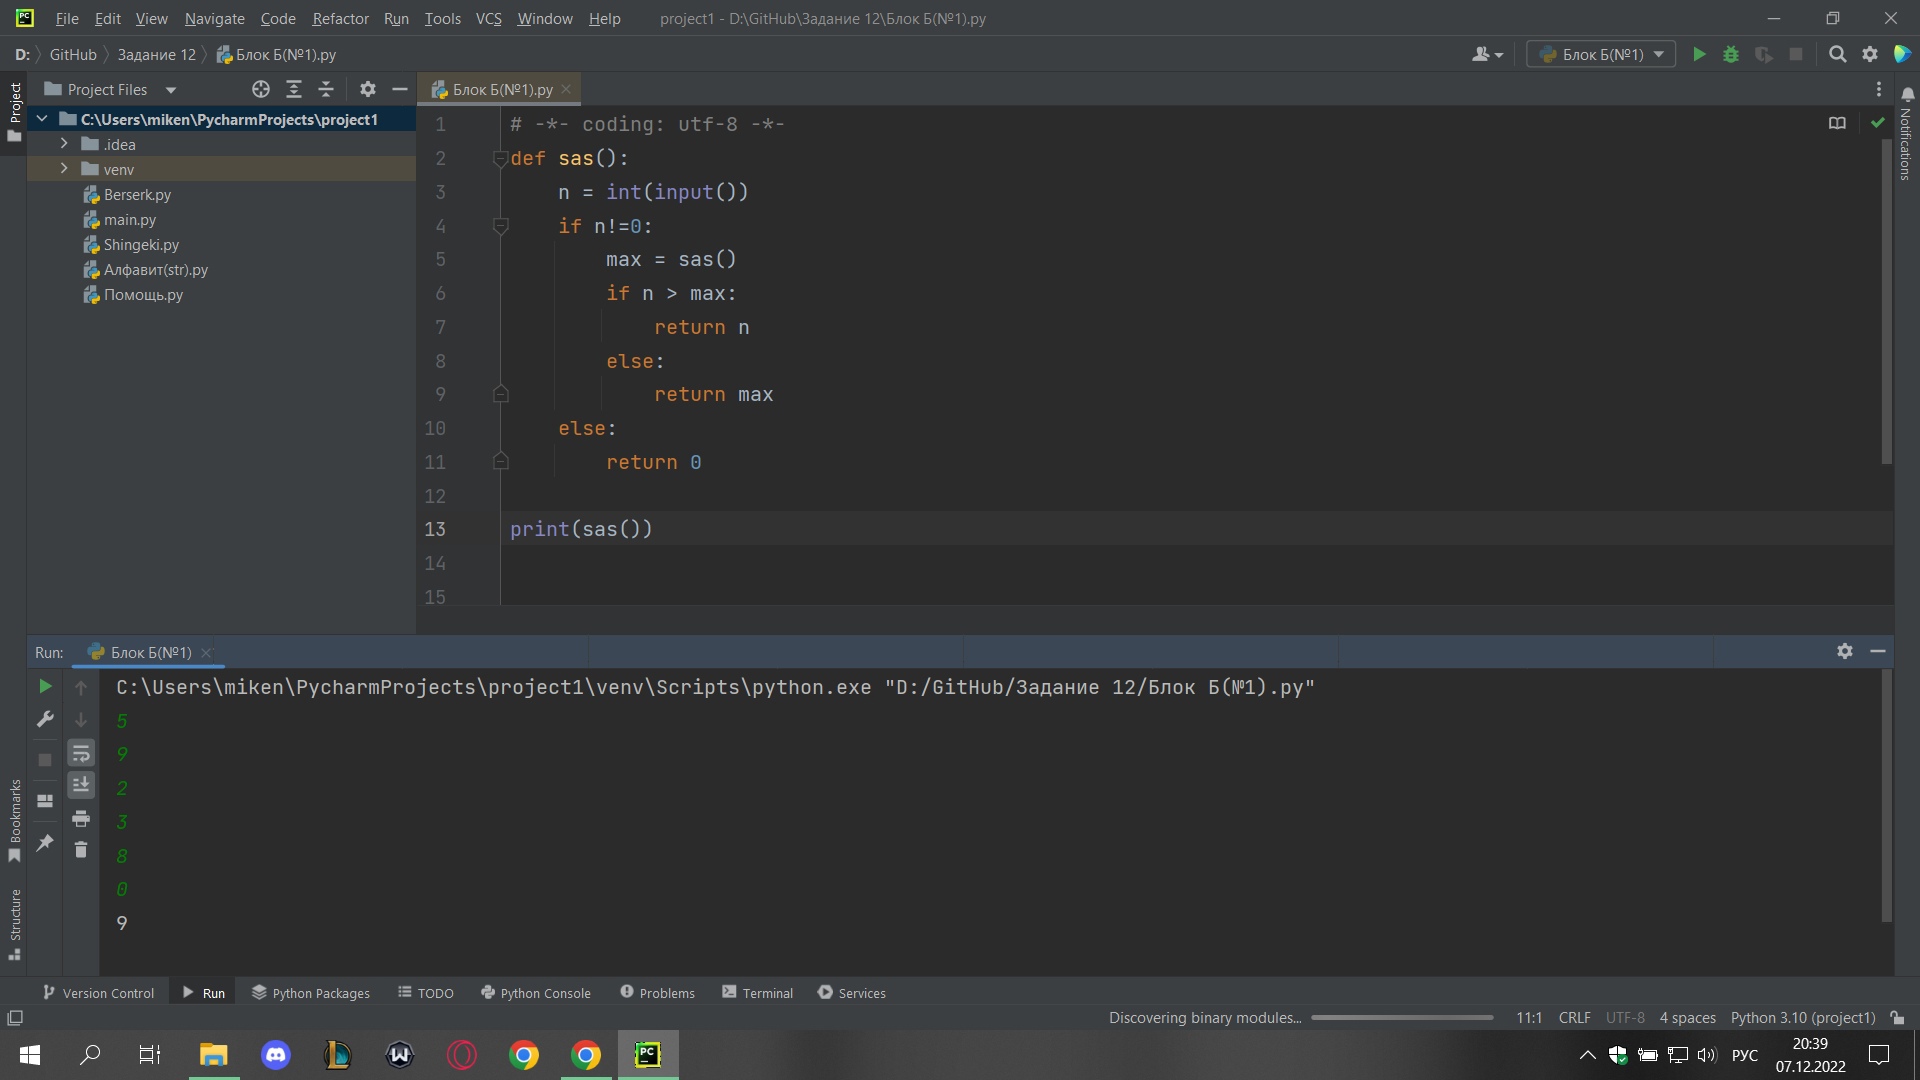 File Edit View Navigate Code Refactor Run Tools VCS Window Help project1 - D:\GitHub\Задание 12\Блок Б(№1).py
D: GitHub Задание 12 Блок Б(№1).py Блок Б(№1)
Project Project Files Блок Б(№1).py
C:\Users\miken\PycharmProjects\project1
.idea
venv
Berserk.py
main.py
Shingeki.py
Алфавит(str).py
Помощь.py
1 # -*- coding: utf-8 -*-
2 def sas():
3 n = int(input())
4 if n!=0:
5 max = sas()
6 if n > max:
7 return n
8 else:
9 return max
10 else:
11 return 0
12
13 print(sas())
14
15
Notifications
Run: Блок Б(№1)
C:\Users\miken\PycharmProjects\project1\venv\Scripts\python.exe "D:/GitHub/Задание 12/Блок Б(№1).py"
5
9
2
3
8
0
9
Bookmarks
Structure
Version Control Run Python Packages TODO Python Console Problems Terminal Services
Discovering binary modules... 11:1 CRLF UTF-8 4 spaces Python 3.10 (project1)
PC РУС 20:39
07.12.2022